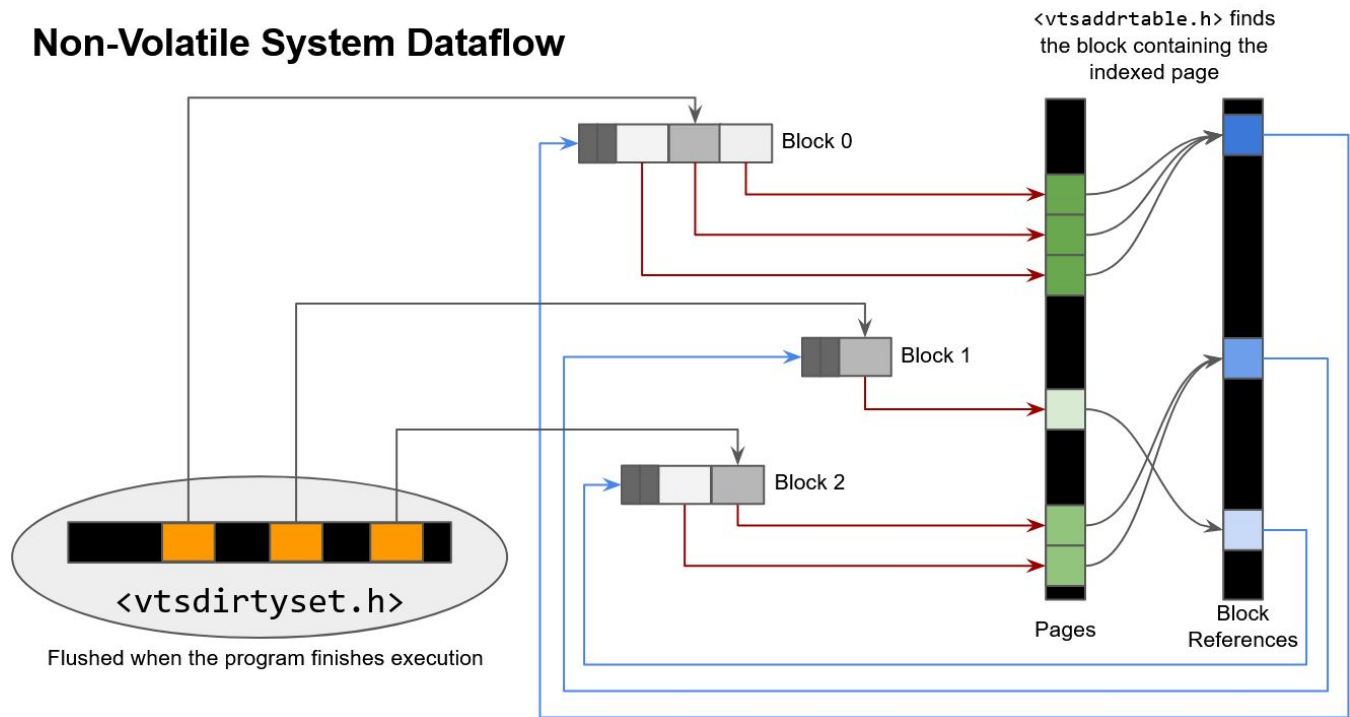 Non-Volatile System Dataflow
<vtsaddrtable.h> finds
the block containing the
indexed page
Block 0
Block 1
Block 2
<vtsdirtyset.h>
Flushed when the program finishes execution
Pages
Block
References